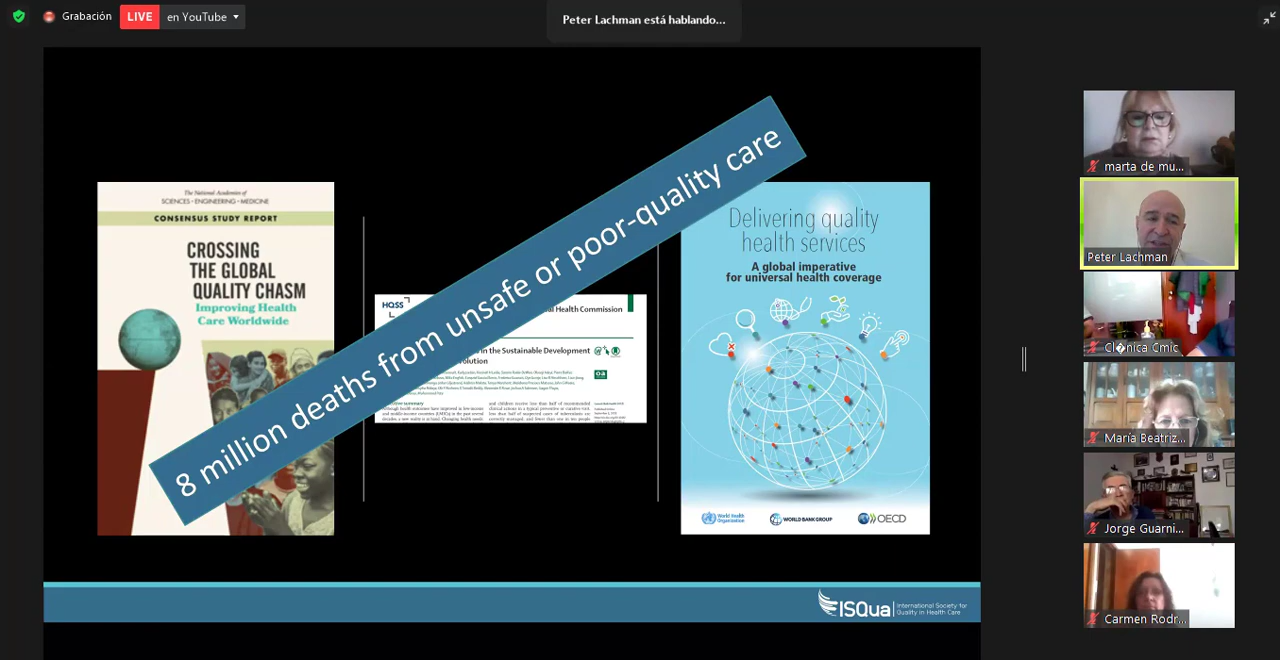 Grabación
LIVE
en YouTube
Peter Lachman está hablando...
The National Academies of
SCIENCES • ENGINEERING • MEDICINE
CONSENSUS STUDY REPORT
CROSSING
THE GLOBAL
QUALITY CHASM
Improving Health
Care Worldwide
8 million deaths from unsafe or poor-quality care
HQSS
al Health Commission
in the Sustainable Development
olution
Delivering quality
health services
A global imperative
for universal health coverage
World Health
Organization
WORLD BANK GROUP
OECD
ISQua
International Society for
Quality in Health Care
marta de mu...
Peter Lachman
Cl�nica Cmic
María Beatriz...
Jorge Guarni...
Carmen Rodr...